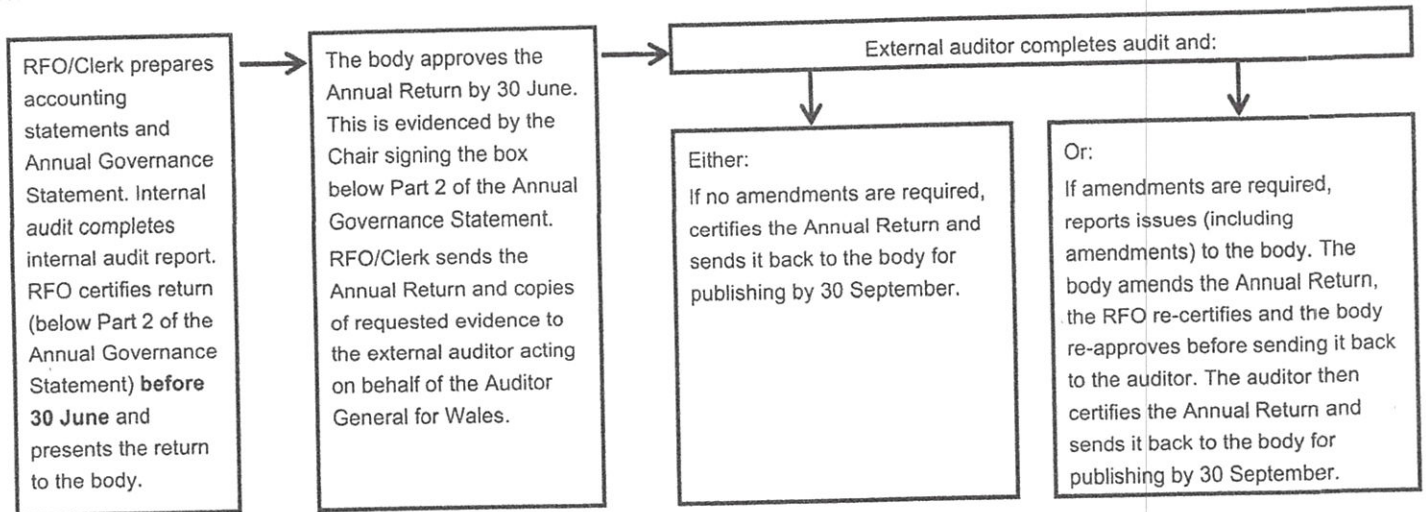 RFO/Clerk prepares
accounting
statements and
Annual Governance
Statement. Internal
audit completes
internal audit report.
RFO certifies return
(below Part 2 of the
Annual Governance
Statement) before
30 June and
presents the return
to the body.
The body approves the
Annual Return by 30 June.
This is evidenced by the
Chair signing the box
below Part 2 of the Annual
Governance Statement.
RFO/Clerk sends the
Annual Return and copies
of requested evidence to
the external auditor acting
on behalf of the Auditor
General for Wales.
External auditor completes audit and:
Either:
If no amendments are required,
certifies the Annual Return and
sends it back to the body for
publishing by 30 September.
Or:
If amendments are required,
reports issues (including
amendments) to the body. The
body amends the Annual Return,
the RFO re-certifies and the body
re-approves before sending it back
to the auditor. The auditor then
certifies the Annual Return and
sends it back to the body for
publishing by 30 September.